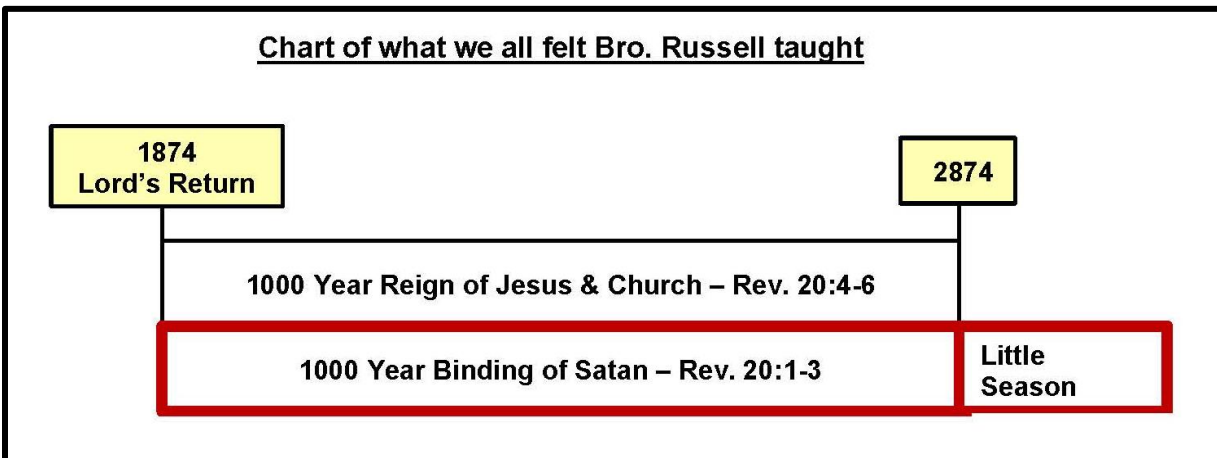 Chart of what we all felt Bro. Russell taught
1874
Lord's Return
2874
1000 Year Reign of Jesus & Church – Rev. 20:4-6
1000 Year Binding of Satan – Rev. 20:1-3
Little
Season